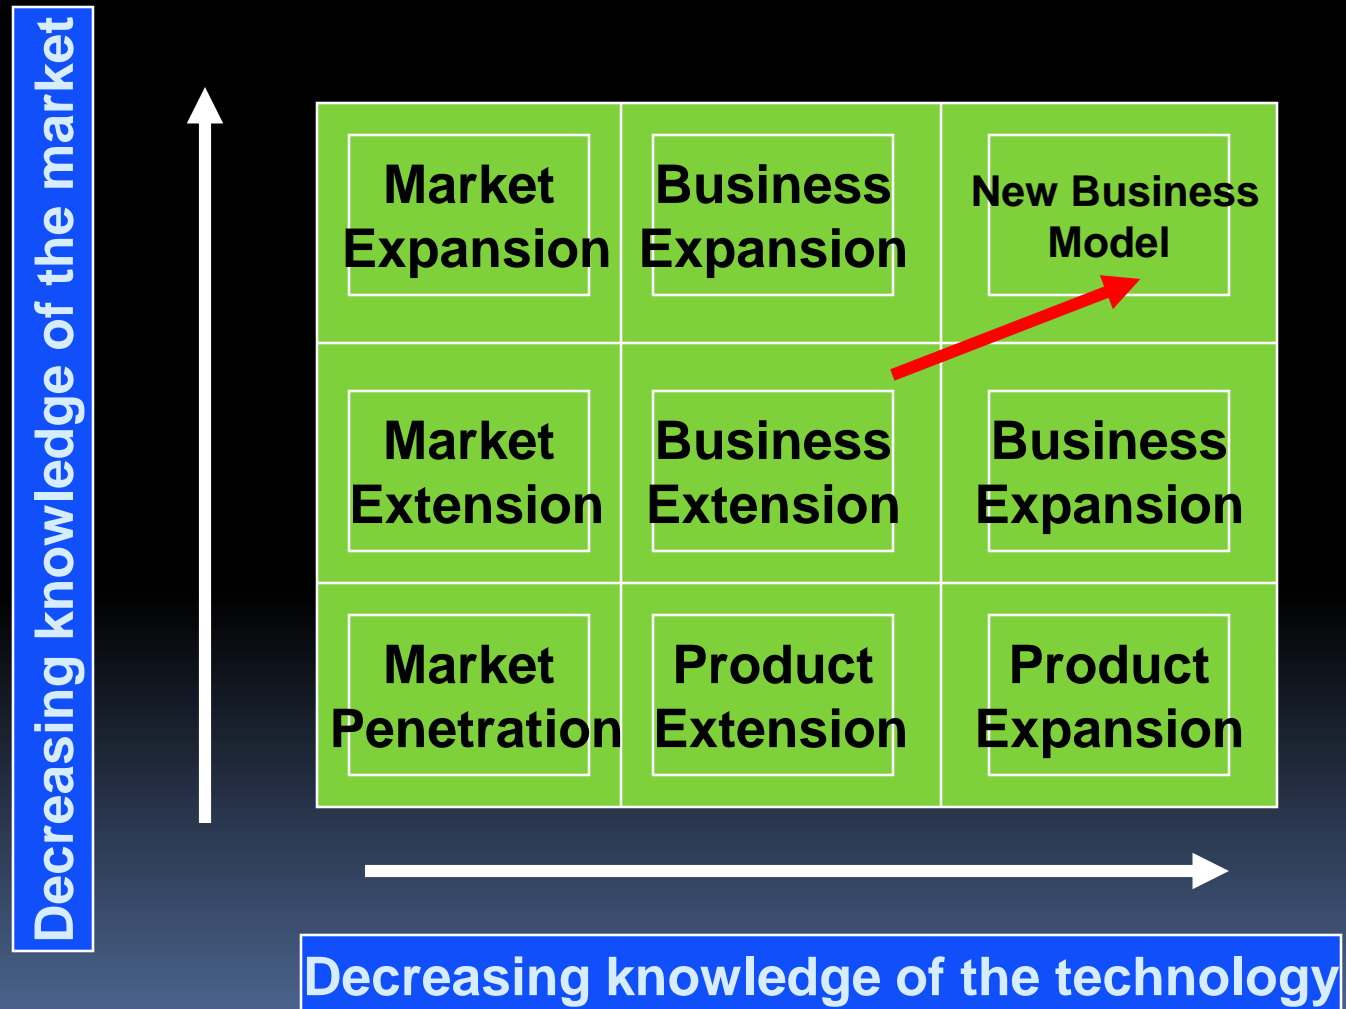 Decreasing knowledge of the market
Market
Expansion
Business
Expansion
New Business
Model
Market
Extension
Business
Extension
Business
Expansion
Market
Penetration
Product
Extension
Product
Expansion
Decreasing knowledge of the technology